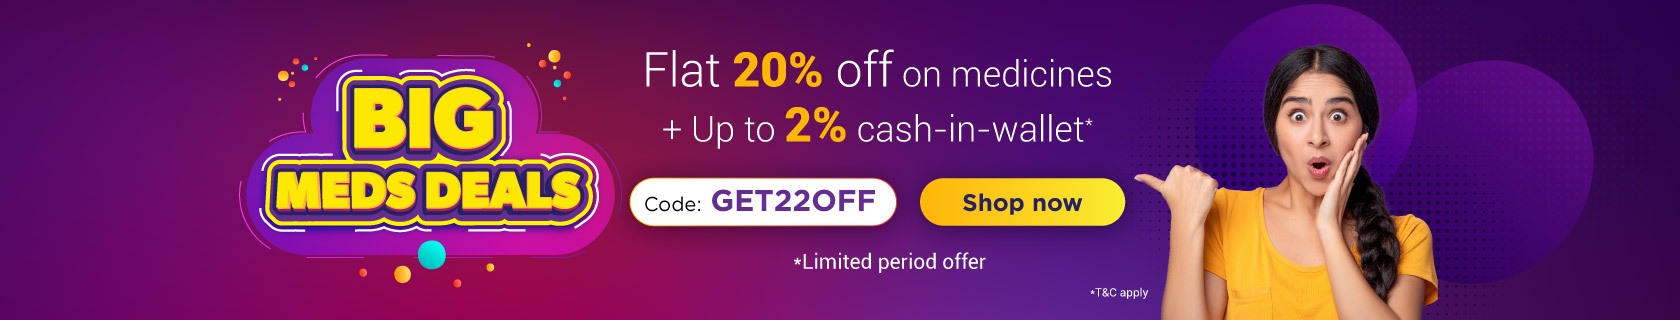 BIG
MEDS DEALS
Flat 20% off on medicines
+ Up to 2% cash-in-wallet*
Code: GET22OFF
Shop now
*Limited period offer
*T&C apply